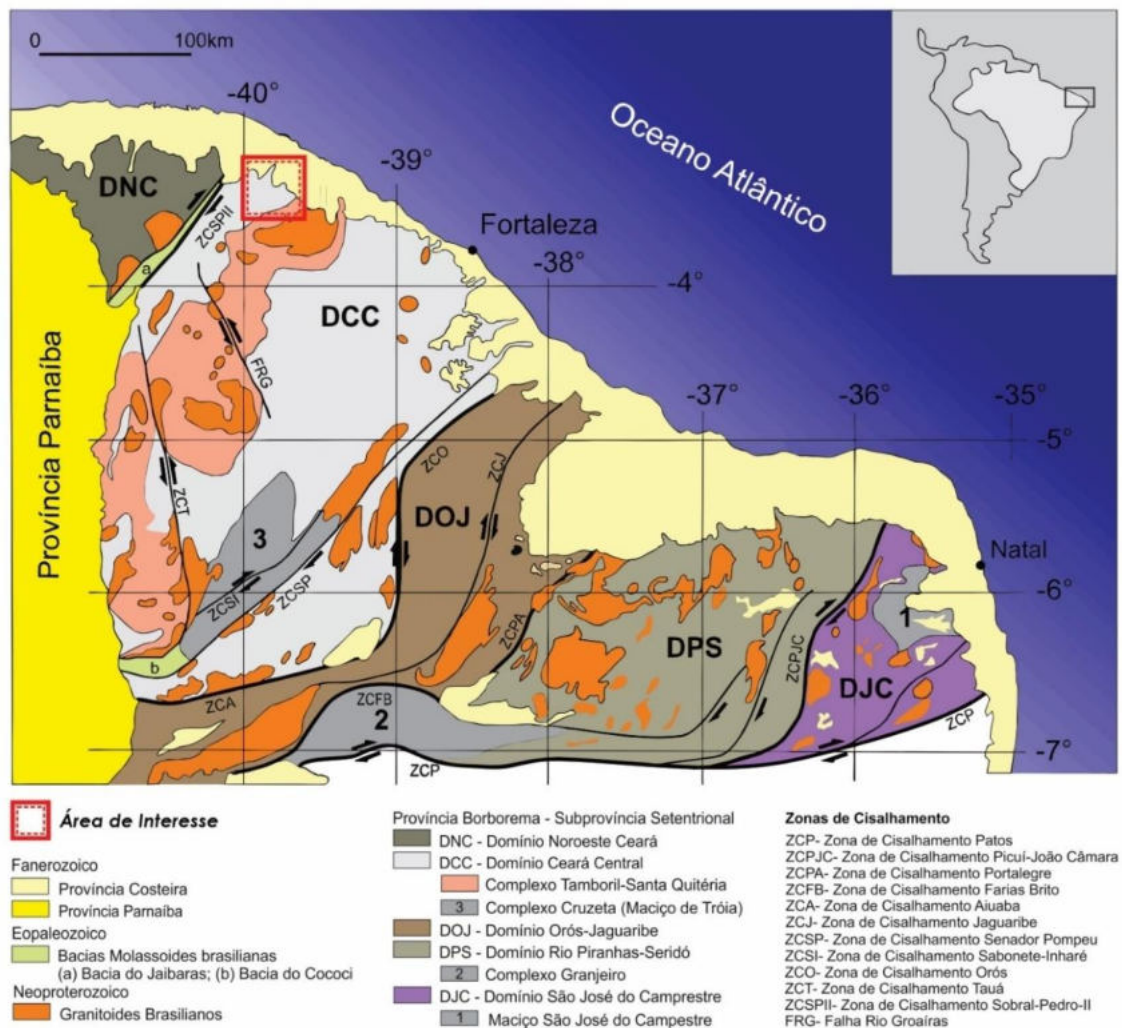 0 100km
-40°
Oceano Atlântico
-39°
DNC
ZCSPII
Fortaleza
a
-38°
-4°
DCC
FRG
Província Parnaíba
-37°
-36°
-35°
-5°
ZCO
ZCJ
ZCT
DOJ
3
Natal
-6°
ZCSI
ZCSP
ZCPA
1
b
DPS
ZCPJC
DJC
ZCA
ZCFB
2
ZCP
ZCP
-7°
Área de Interesse
Fanerozoico
Província Costeira
Província Parnaíba
Eopaleozoico
Bacias Molassoides brasilianas
(a) Bacia do Jaibaras; (b) Bacia do Cococi
Neoproterozoico
Granitoides Brasilianos
Província Borborema - Subprovíncia Setentrional
DNC - Domínio Noroeste Ceará
DCC - Domínio Ceará Central
Complexo Tamboril-Santa Quitéria
3 Complexo Cruzeta (Maciço de Tróia)
DOJ - Domínio Orós-Jaguaribe
DPS - Domínio Rio Piranhas-Seridó
2 Complexo Granjeiro
DJC - Domínio São José do Camprestre
1 Maciço São José do Campestre
Zonas de Cisalhamento
ZCP- Zona de Cisalhamento Patos
ZCPJC- Zona de Cisalhamento Picuí-João Câmara
ZCPA- Zona de Cisalhamento Portalegre
ZCFB- Zona de Cisalhamento Farias Brito
ZCA- Zona de Cisalhamento Aiuaba
ZCJ- Zona de Cisalhamento Jaguaribe
ZCSP- Zona de Cisalhamento Senador Pompeu
ZCSI- Zona de Cisalhamento Sabonete-Inharé
ZCO- Zona de Cisalhamento Orós
ZCT- Zona de Cisalhamento Tauá
ZCSPII- Zona de Cisalhamento Sobral-Pedro-II
FRG- Falha Rio Groaíras